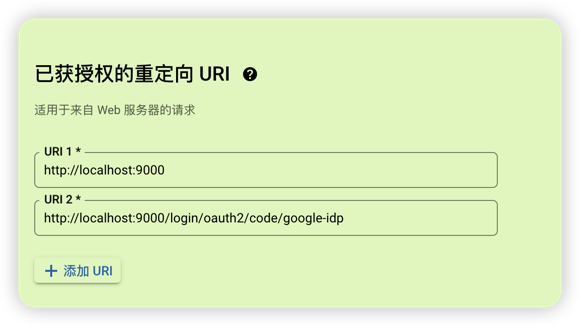 已获授权的重定向 URI ?
适用于来自 Web 服务器的请求
URI 1 *
http://localhost:9000
URI 2 *
http://localhost:9000/login/oauth2/code/google-idp
+ 添加 URI